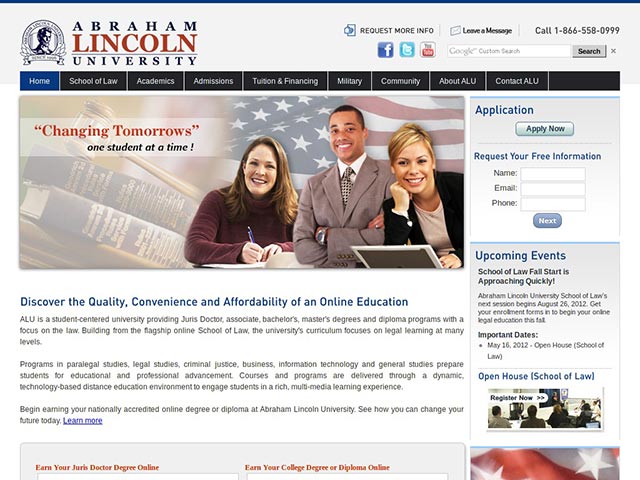 ABRAHAM
LINCOLN
UNIVERSITY
REQUEST MORE INFO
Leave a Message
Call 1-866-558-0999
Google™ Custom Search
Search
×
Home
School of Law
Academics
Admissions
Tuition & Financing
Military
Community
About ALU
Contact ALU
“Changing Tomorrows”
one student at a time !
Application
Apply Now
Request Your Free Information
Name:
Email:
Phone:
Next
Upcoming Events
School of Law Fall Start is
Approaching Quickly!
Abraham Lincoln University School of Law's
next session begins August 26, 2012. Get
your enrollment forms in to begin your online
legal education this fall.
Important Dates:
May 16, 2012 - Open House (School of
Law)
Open House (School of Law)
Register Now >>
Discover the Quality, Convenience and Affordability of an Online Education
ALU is a student-centered university providing Juris Doctor, associate, bachelor's, master's degrees and diploma programs with a
focus on the law. Building from the flagship online School of Law, the university's curriculum focuses on legal learning at many
levels.
Programs in paralegal studies, legal studies, criminal justice, business, information technology and general studies prepare
students for educational and professional advancement. Courses and programs are delivered through a dynamic,
technology-based distance education environment to engage students in a rich, multi-media learning experience.
Begin earning your nationally accredited online degree or diploma at Abraham Lincoln University. See how you can change your
future today. Learn more
Earn Your Juris Doctor Degree Online
Earn Your College Degree or Diploma Online